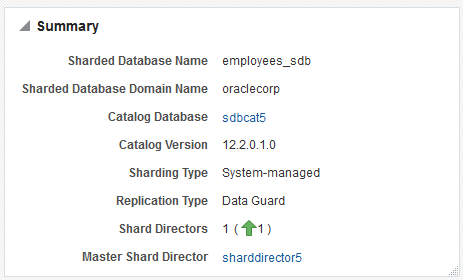 Summary
Sharded Database Name employees_sdb
Sharded Database Domain Name oraclecorp
Catalog Database sdbcat5
Catalog Version 12.2.0.1.0
Sharding Type System-managed
Replication Type Data Guard
Shard Directors 1 ( 1 )
Master Shard Director sharddirector5